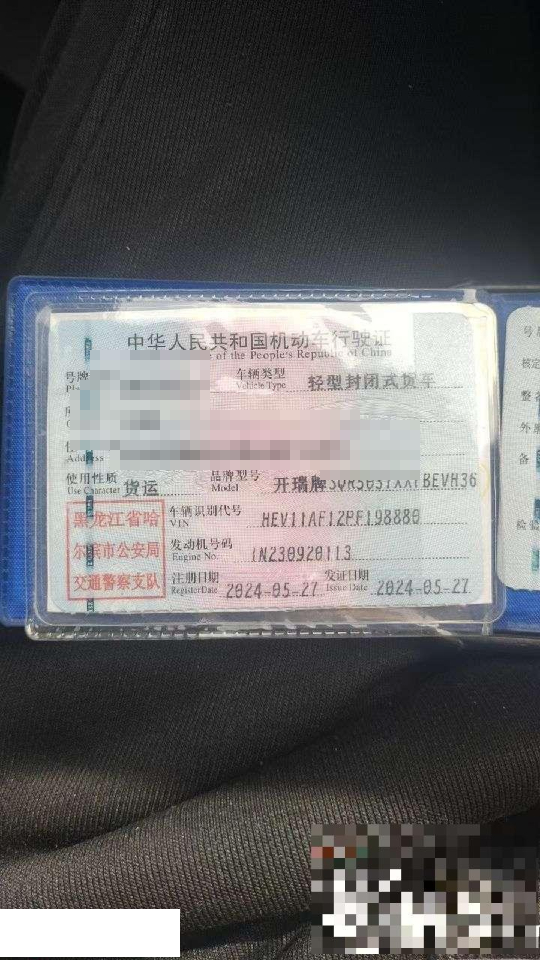 中华人民共和国机动车行驶证
of the People's Republic of China
号牌 车辆类型 轻型封闭式货车
Vehicle Type
Address
使用性质 货运 品牌型号 开瑞牌
Use Character Model
黑龙江省哈
尔滨市公安局
交通警察支队
车辆识别代号
VIN HEV11AF12PF198880
发动机号码
Engine No. 1N230920113
注册日期 2024-05-27 发证日期 2024-05-27
Register Date Issue Date